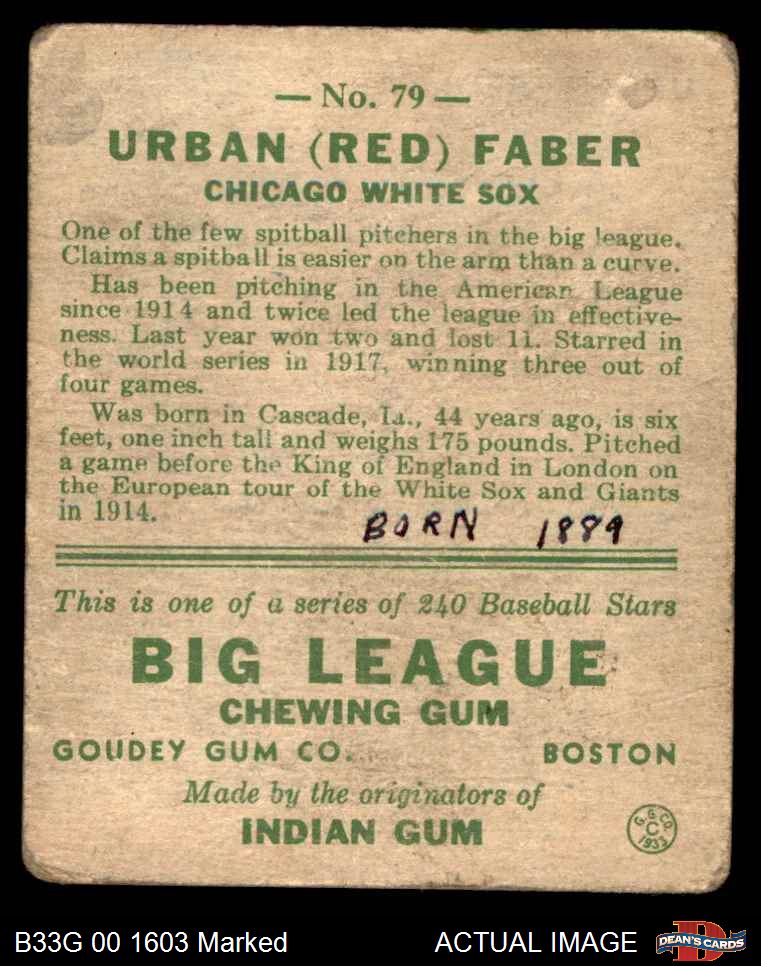 — No. 79 —
URBAN (RED) FABER
CHICAGO WHITE SOX
One of the few spitball pitchers in the big league.
Claims a spitball is easier on the arm than a curve.
Has been pitching in the American League
since 1914 and twice led the league in effective-
ness. Last year won two and lost 11. Starred in
the world series in 1917, winning three out of
four games.
Was born in Cascade, Ia., 44 years ago, is six
feet, one inch tall and weighs 175 pounds. Pitched
a game before the King of England in London on
the European tour of the White Sox and Giants
in 1914.
BORN 1889
This is one of a series of 240 Baseball Stars
BIG LEAGUE
CHEWING GUM
GOUDEY GUM CO. BOSTON
Made by the originators of
INDIAN GUM
G. G. CO.
C
1933
B33G 00 1603 Marked ACTUAL IMAGE D DEAN'S CARDS